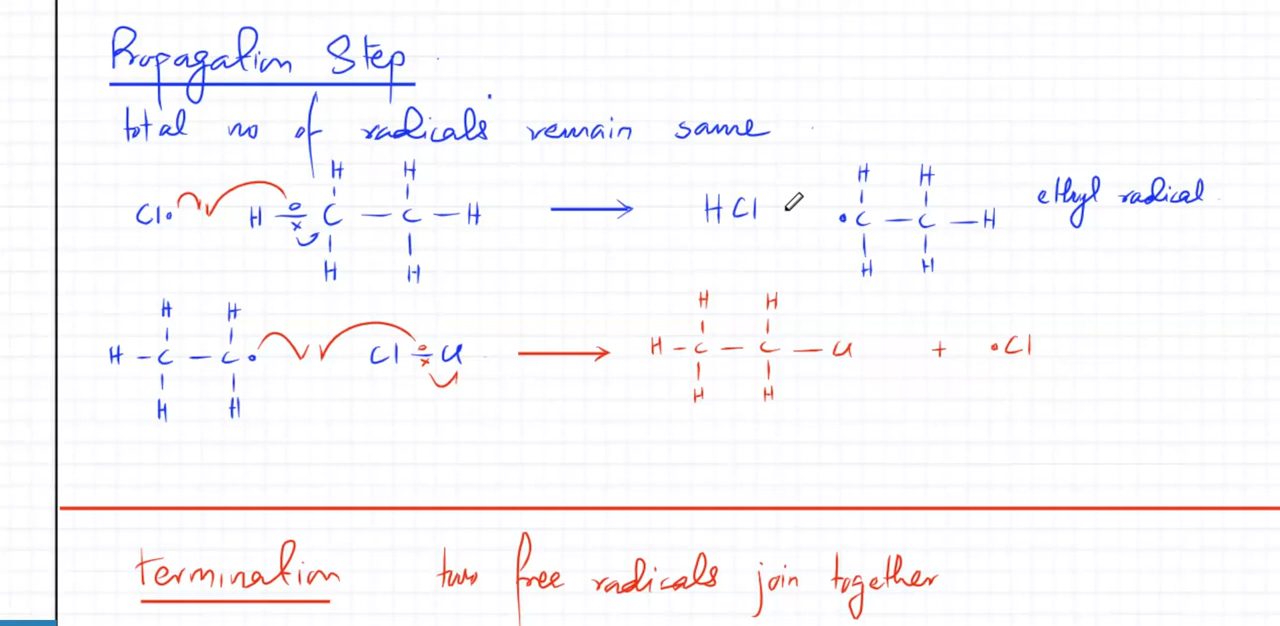 Propagation Step
total no of radicals remain same
H H H H
Cl• H × C — C — H ⟶ HCl •C — C — H ethyl radical
H H H H
H H H H
H – C – C• Cl × Cl ⟶ H – C – C – Cl + •Cl
H H H H
Termination two free radicals join together